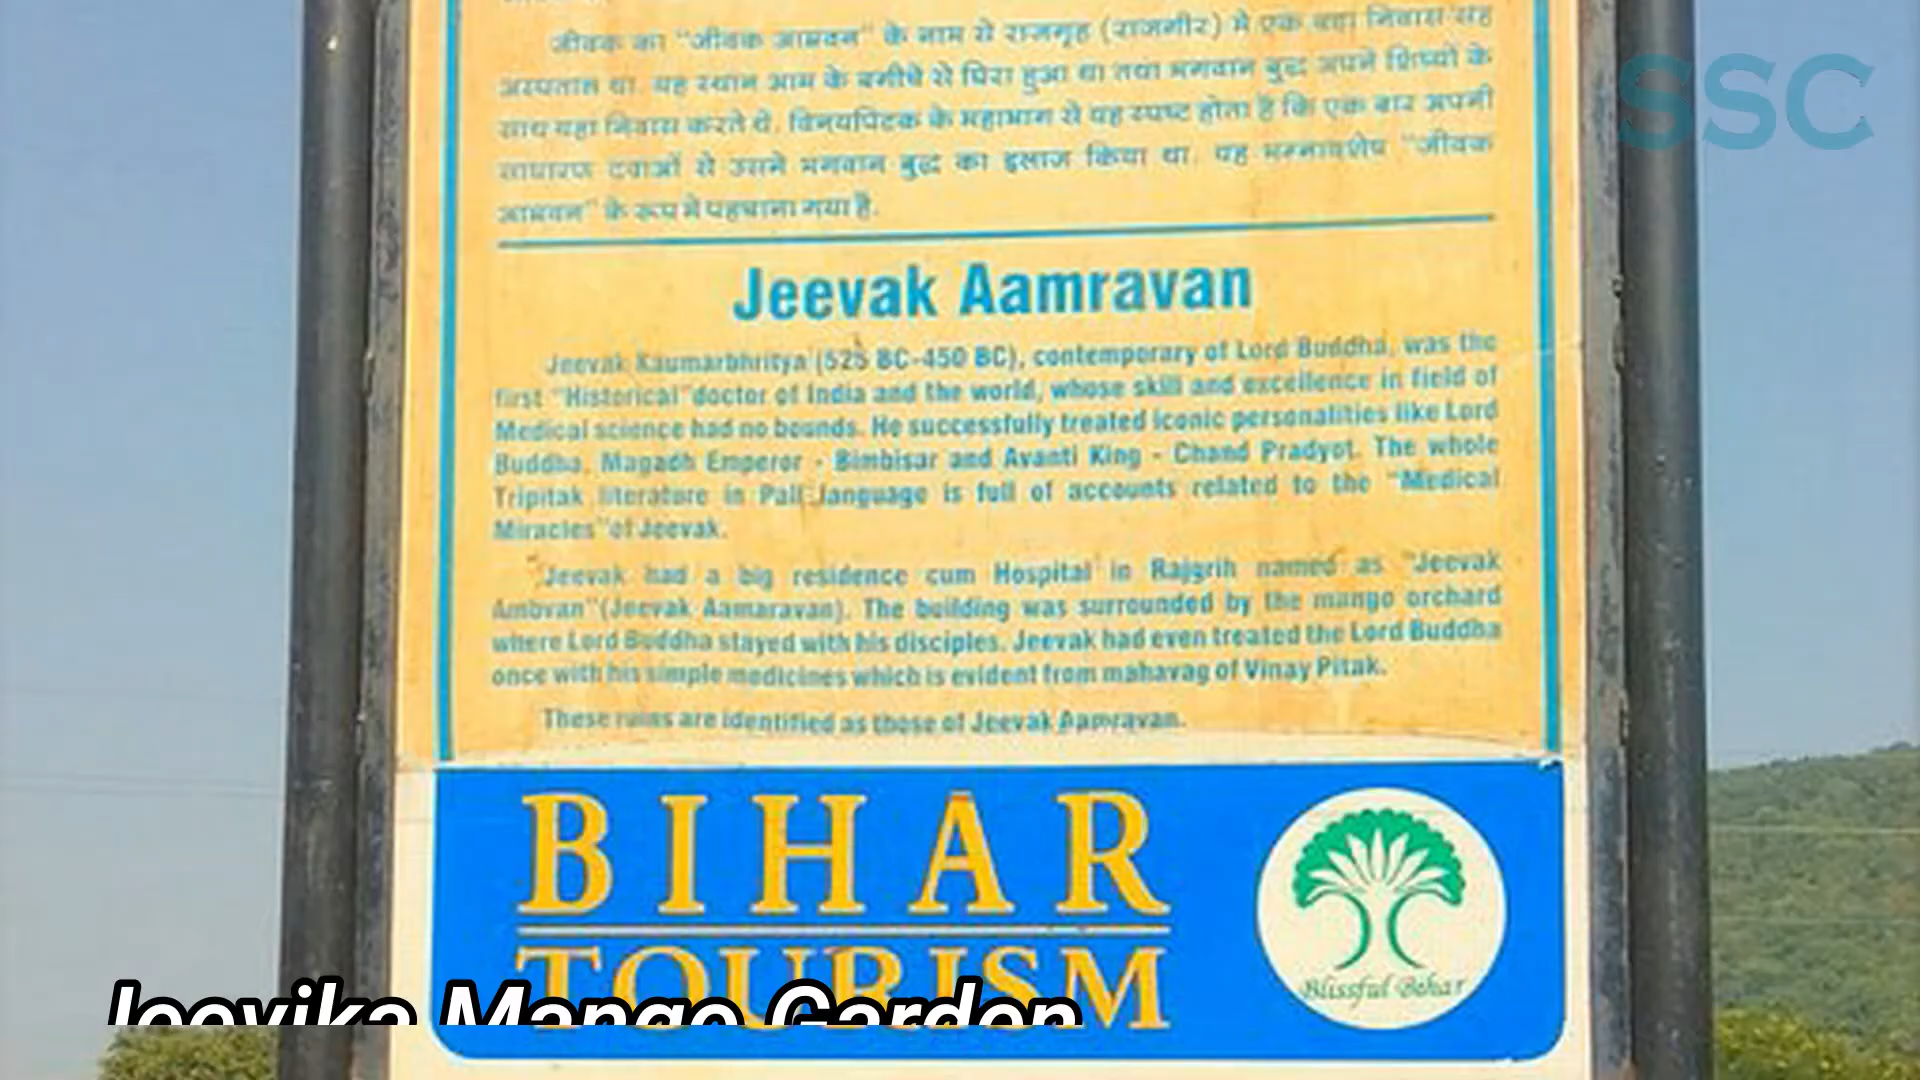 जीवक का "जीवक आम्रवन" के नाम से राजगृह (राजगीर) मे एक बड़ा निवास सह
अस्पताल था. यह स्थान आम के बगीचे से घिरा हुआ था तथा भगवान बुद्ध अपने शिष्यों के
साथ यहा निवास करते थे. विनयपिटक के महाभाग से यह स्पष्ट होता है कि एक बार अपनी
साधारण दवाओं से उसने भगवान बुद्ध का इलाज किया था. यह भग्नावशेष "जीवक
आम्रवन" के रूप मे पहचाना गया है.
SSC
Jeevak Aamravan
Jeevak Kaumarbhritya (525 BC-450 BC), contemporary of Lord Buddha, was the
first "Historical" doctor of India and the world, whose skill and excellence in field of
Medical science had no bounds. He successfully treated iconic personalities like Lord
Buddha, Magadh Emperor - Bimbisar and Avanti King - Chand Pradyot. The whole
Tripitak literature in Pali language is full of accounts related to the "Medical
Miracles" of Jeevak.
Jeevak had a big residence cum Hospital in Rajgrih named as "Jeevak
Ambvan" (Jeevak Aamaravan). The building was surrounded by the mango orchard
where Lord Buddha stayed with his disciples. Jeevak had even treated the Lord Buddha
once with his simple medicines which is evident from mahavag of Vinay Pitak.
These ruins are identified as those of Jeevak Aamravan.
BIHAR
TOURISM
Blissful Bihar
Jeevika Mango Garden